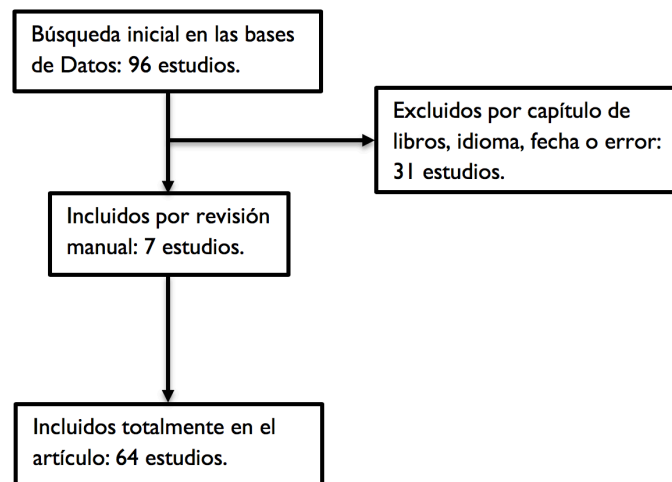 Búsqueda inicial en las bases
de Datos: 96 estudios.
Excluidos por capítulo de
libros, idioma, fecha o error:
31 estudios.
Incluidos por revisión
manual: 7 estudios.
Incluidos totalmente en el
artículo: 64 estudios.